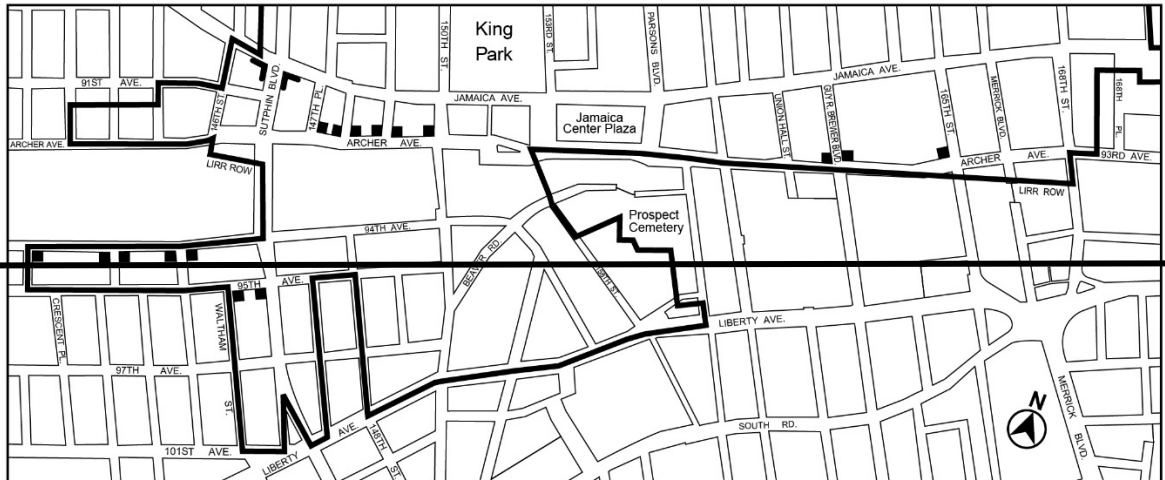 King
Park
150TH ST.
153RD ST.
PARSONS BLVD.
91ST AVE.
SUTPHIN BLVD.
146TH ST.
147TH PL.
JAMAICA AVE.
JAMAICA AVE.
Jamaica
Center Plaza
UNION HALL ST.
GUY R. BREWER BLVD
165TH ST.
MERRICK BLVD.
168TH ST.
168TH PL.
ARCHER AVE.
ARCHER AVE.
ARCHER AVE.
93RD AVE.
LIRR ROW
LIRR ROW
Prospect
Cemetery
94TH AVE.
BEAVER RD.
159TH ST.
95TH AVE.
CRESCENT PL.
WALTHAM ST.
LIBERTY AVE.
97TH AVE.
MERRICK BLVD.
N
148TH ST.
SOUTH RD.
101ST AVE.
LIBERTY AVE.